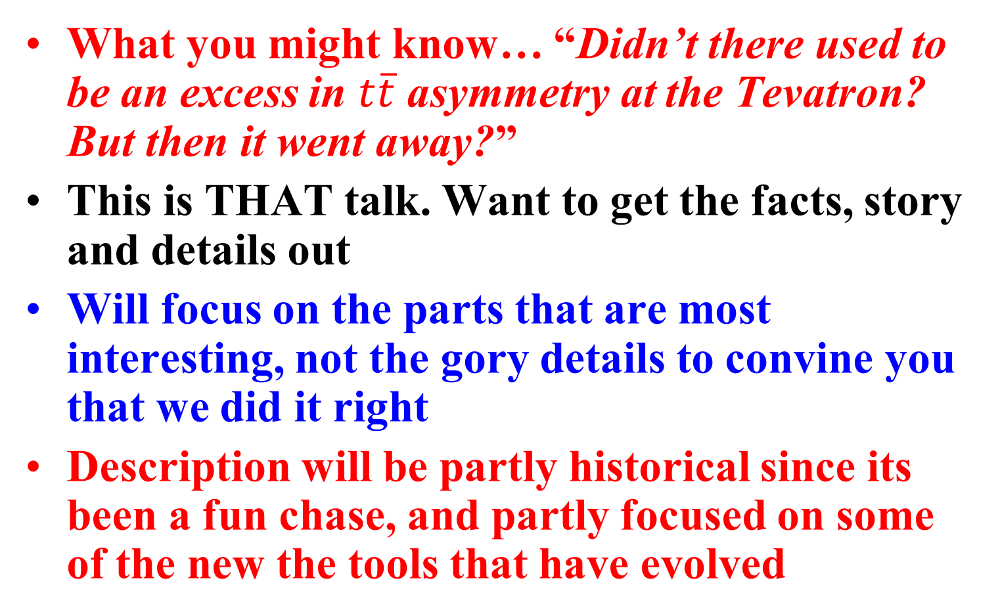 • What you might know… “Didn’t there used to
be an excess in tt̄ asymmetry at the Tevatron?
But then it went away?”
• This is THAT talk. Want to get the facts, story
and details out
• Will focus on the parts that are most
interesting, not the gory details to convine you
that we did it right
• Description will be partly historical since its
been a fun chase, and partly focused on some
of the new the tools that have evolved